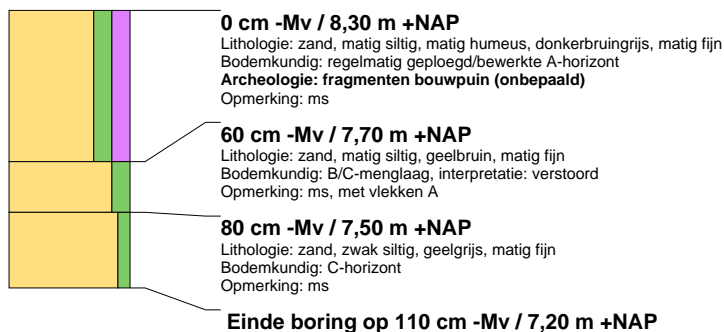 0 cm -Mv / 8,30 m +NAP
Lithologie: zand, matig siltig, matig humeus, donkerbruingrijs, matig fijn
Bodemkundig: regelmatig geploegd/bewerkte A-horizont
Archeologie: fragmenten bouwpuin (onbepaald)
Opmerking: ms
60 cm -Mv / 7,70 m +NAP
Lithologie: zand, matig siltig, geelbruin, matig fijn
Bodemkundig: B/C-menglaag, interpretatie: verstoord
Opmerking: ms, met vlekken A
80 cm -Mv / 7,50 m +NAP
Lithologie: zand, zwak siltig, geelgrijs, matig fijn
Bodemkundig: C-horizont
Opmerking: ms
Einde boring op 110 cm -Mv / 7,20 m +NAP